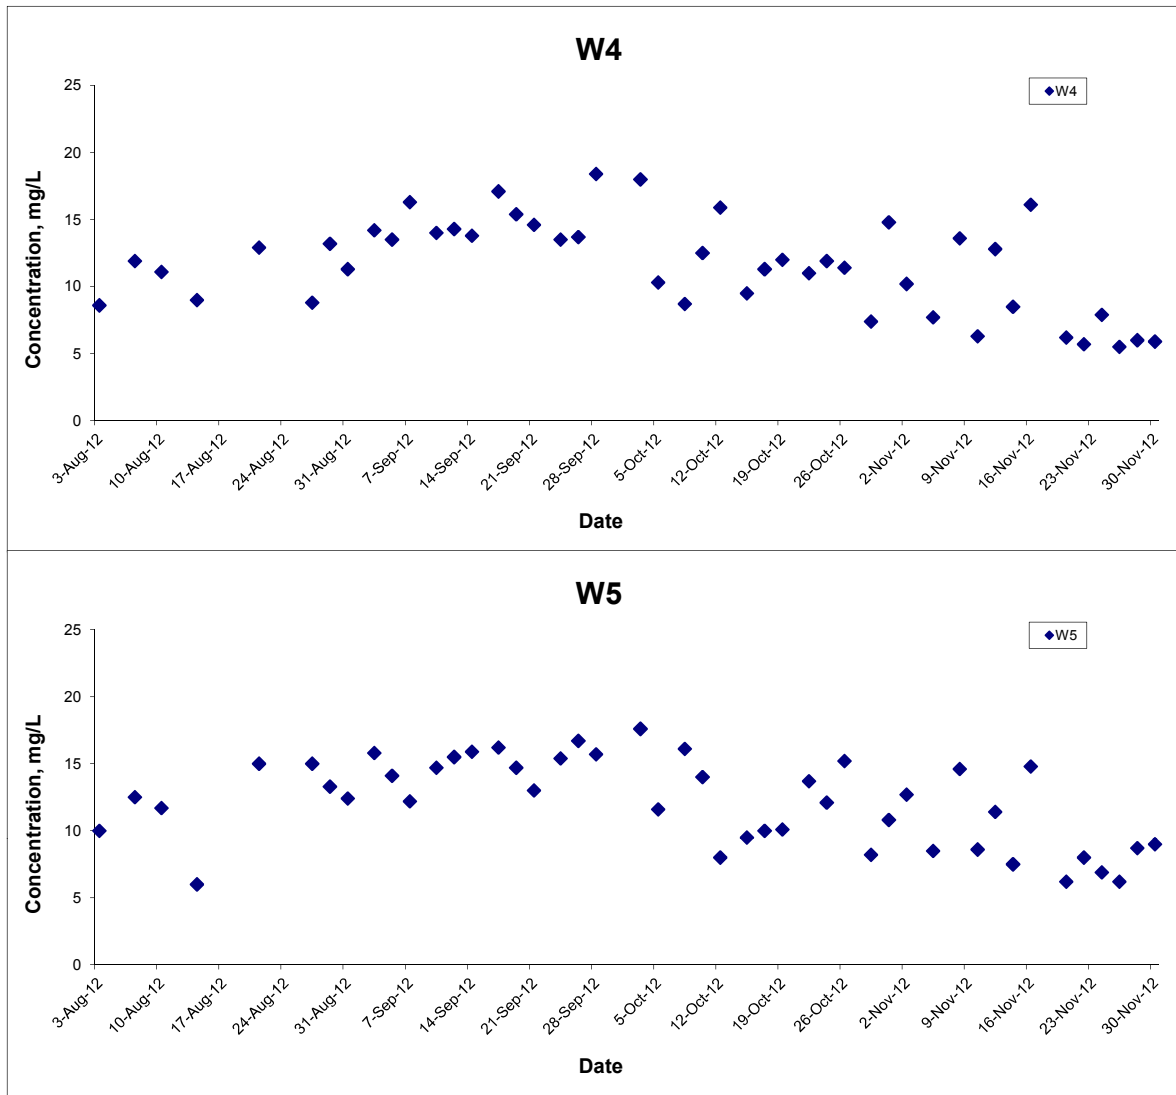 W4
25
W4
20
15
10
5
0
Concentration, mg/L
3-Aug-12
10-Aug-12
17-Aug-12
24-Aug-12
31-Aug-12
7-Sep-12
14-Sep-12
21-Sep-12
28-Sep-12
5-Oct-12
12-Oct-12
19-Oct-12
26-Oct-12
2-Nov-12
9-Nov-12
16-Nov-12
23-Nov-12
30-Nov-12
Date
W5
25
W5
20
15
10
5
0
Concentration, mg/L
3-Aug-12
10-Aug-12
17-Aug-12
24-Aug-12
31-Aug-12
7-Sep-12
14-Sep-12
21-Sep-12
28-Sep-12
5-Oct-12
12-Oct-12
19-Oct-12
26-Oct-12
2-Nov-12
9-Nov-12
16-Nov-12
23-Nov-12
30-Nov-12
Date